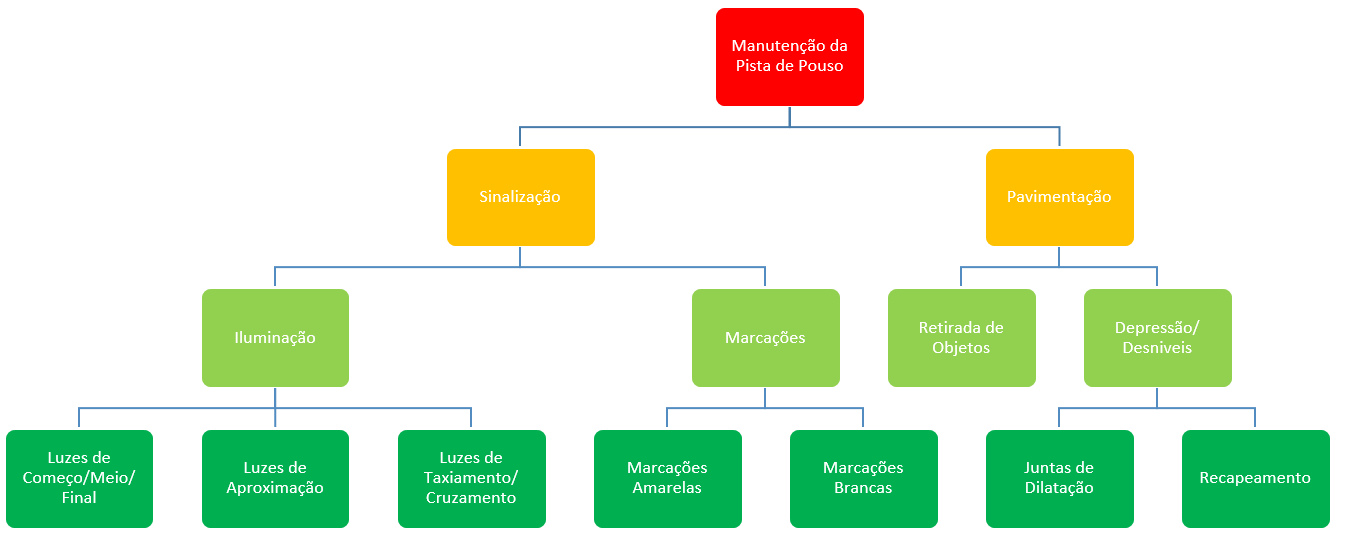 Manutenção da
Pista de Pouso
Sinalização
Pavimentação
Iluminação
Marcações
Retirada de
Objetos
Depressão/
Desniveis
Luzes de
Começo/Meio/
Final
Luzes de
Aproximação
Luzes de
Taxiamento/
Cruzamento
Marcações
Amarelas
Marcações
Brancas
Juntas de
Dilatação
Recapeamento